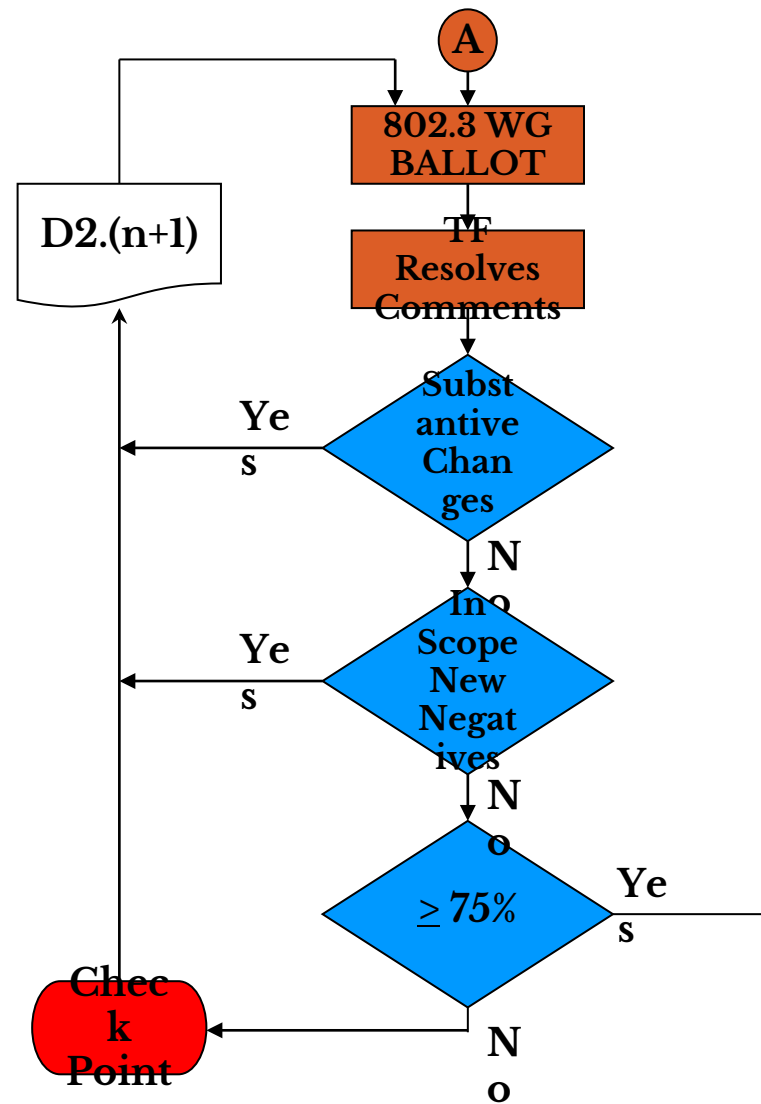 A
802.3 WG
BALLOT
D2.(n+1)
TF
Resolves
Comments
Subst
antive
Chan
ges
Ye
s
N
o
In
Scope
New
Negat
ives
Ye
s
N
o
≥ 75%
Ye
s
Chec
k
Point
N
o